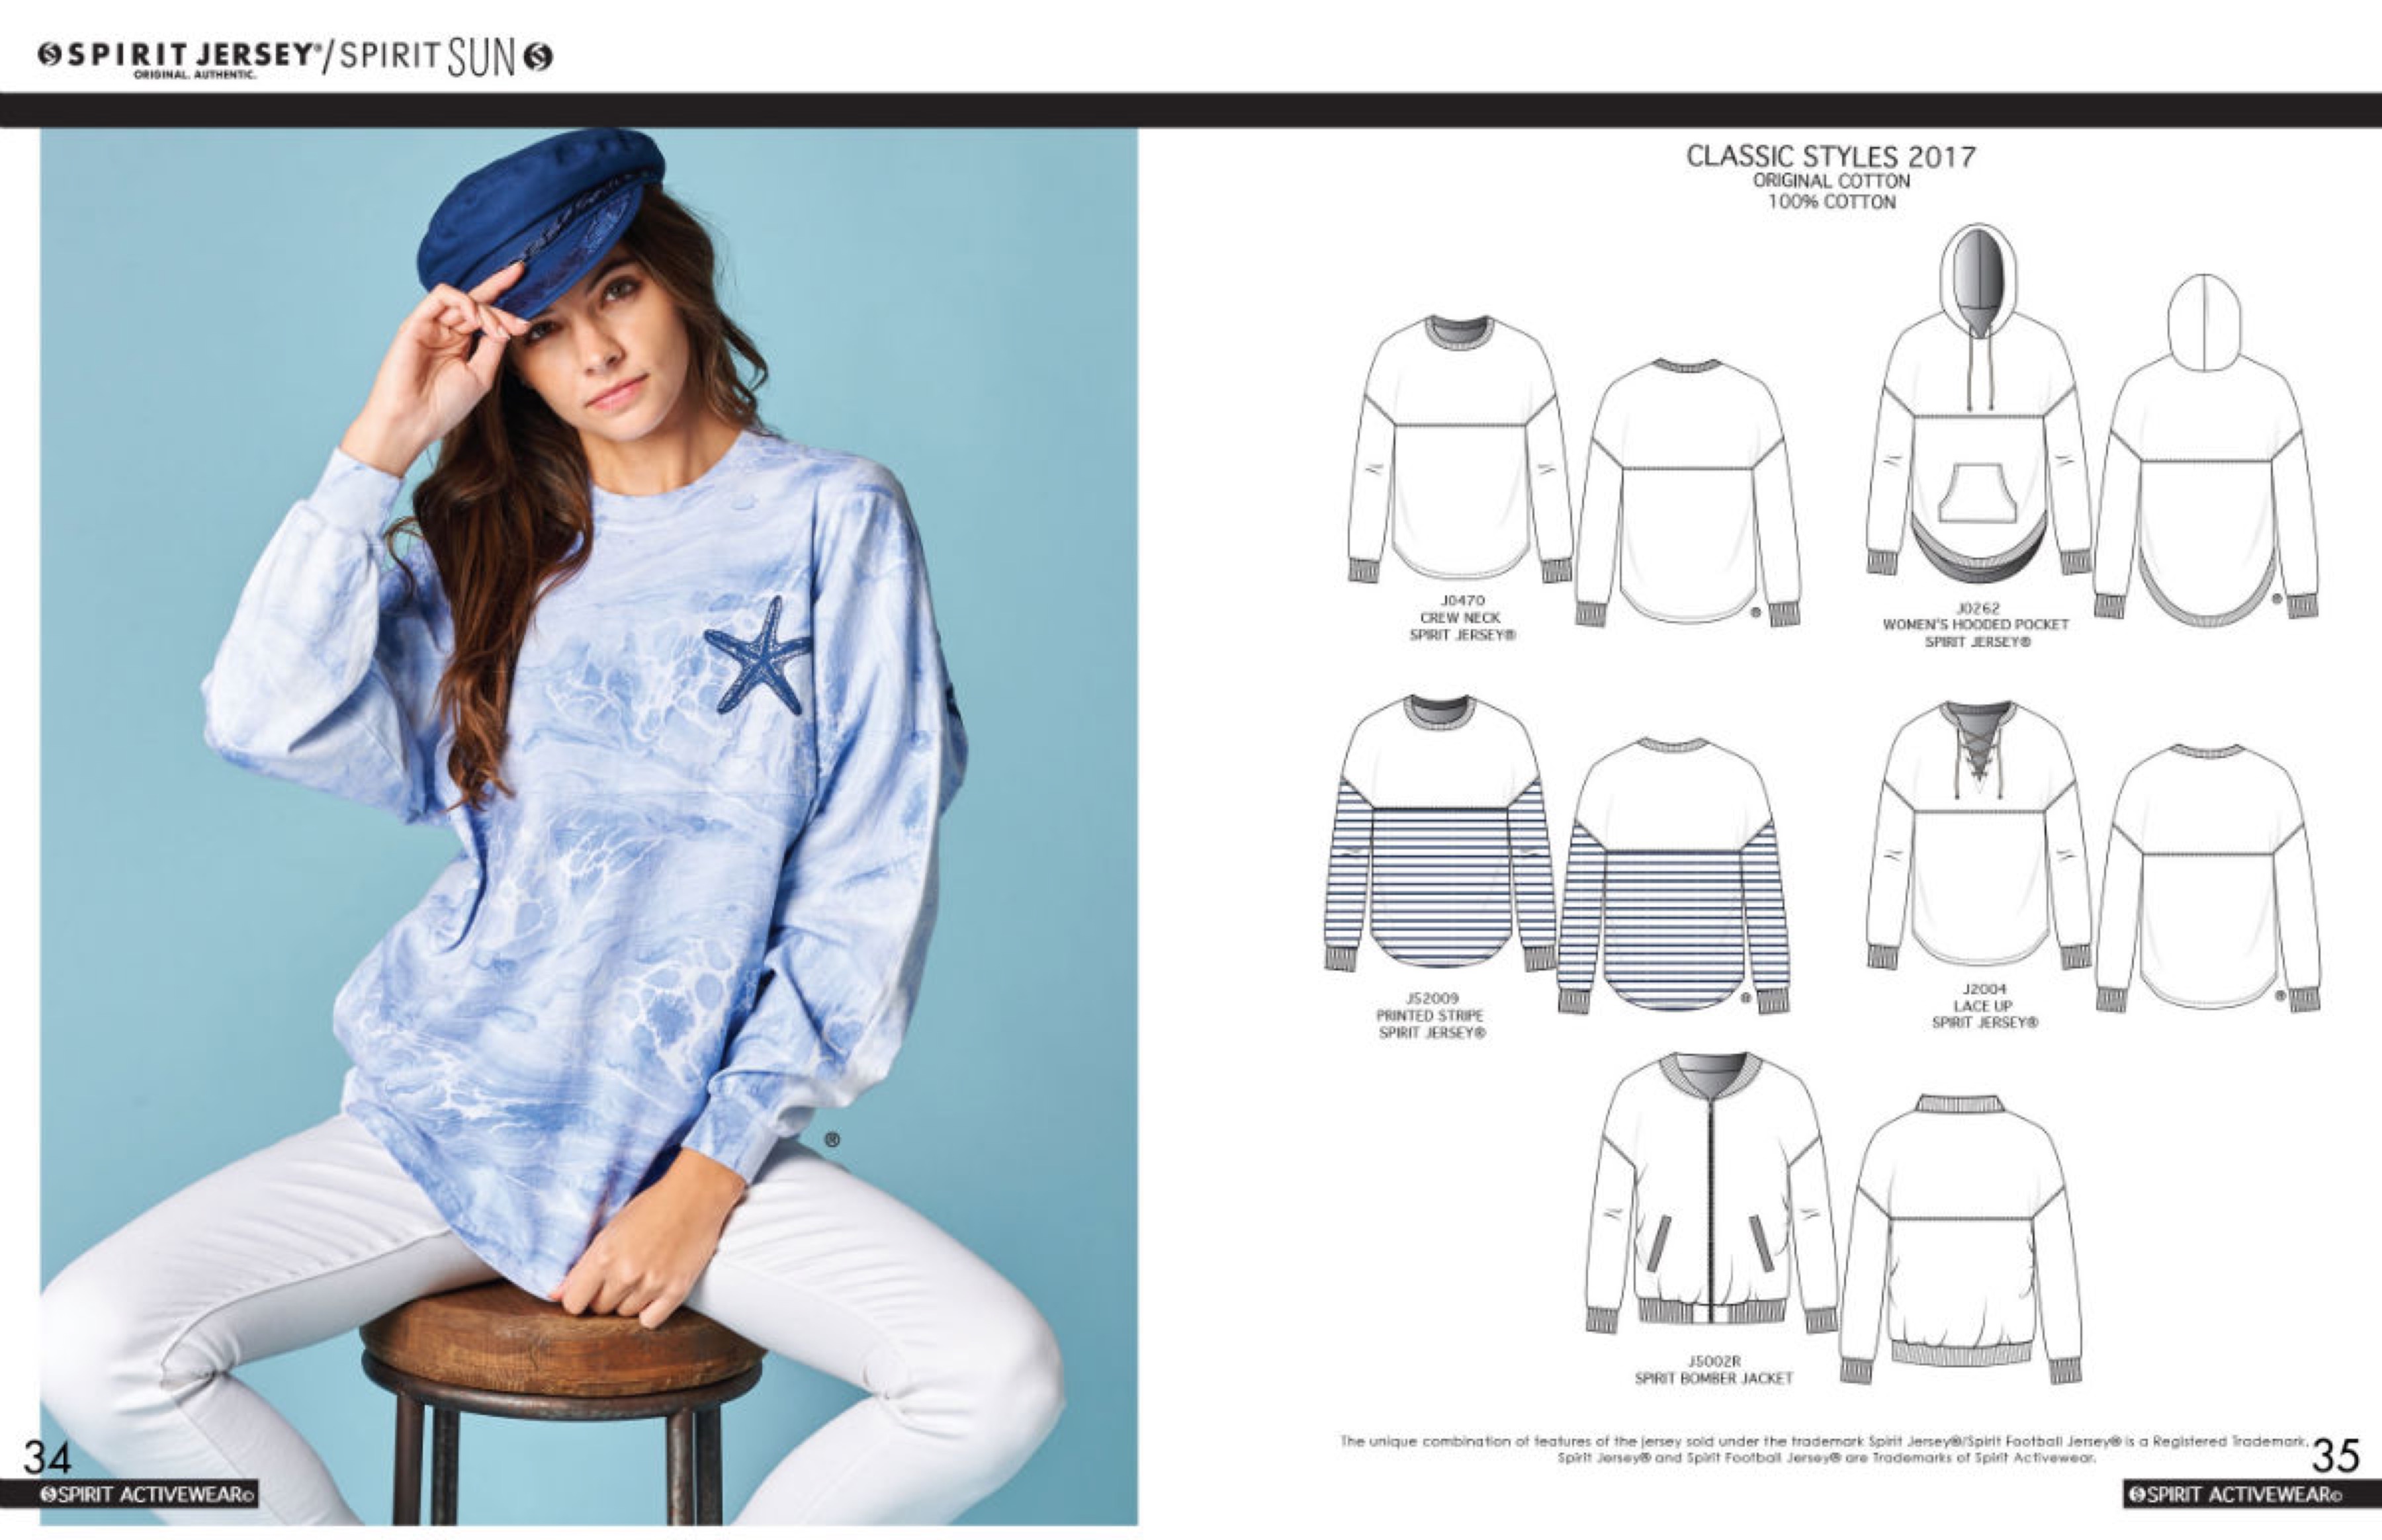 SPIRIT JERSEY®/SPIRIT SUN
ORIGINAL. AUTHENTIC.
CLASSIC STYLES 2017
ORIGINAL COTTON
100% COTTON
J0470
CREW NECK
SPIRIT JERSEY®
®
J0262
WOMEN'S HOODED POCKET
SPIRIT JERSEY®
®
JS2009
PRINTED STRIPE
SPIRIT JERSEY®
®
J2004
LACE UP
SPIRIT JERSEY®
®
®
J5002R
SPIRIT BOMBER JACKET
The unique combination of features of the jersey sold under the trademark Spirit Jersey®/Spirit Football Jersey® is a Registered Trademark.
Spirit Jersey® and Spirit Football Jersey® are Trademarks of Spirit Activewear.
34
35
SPIRIT ACTIVEWEAR©
SPIRIT ACTIVEWEAR©